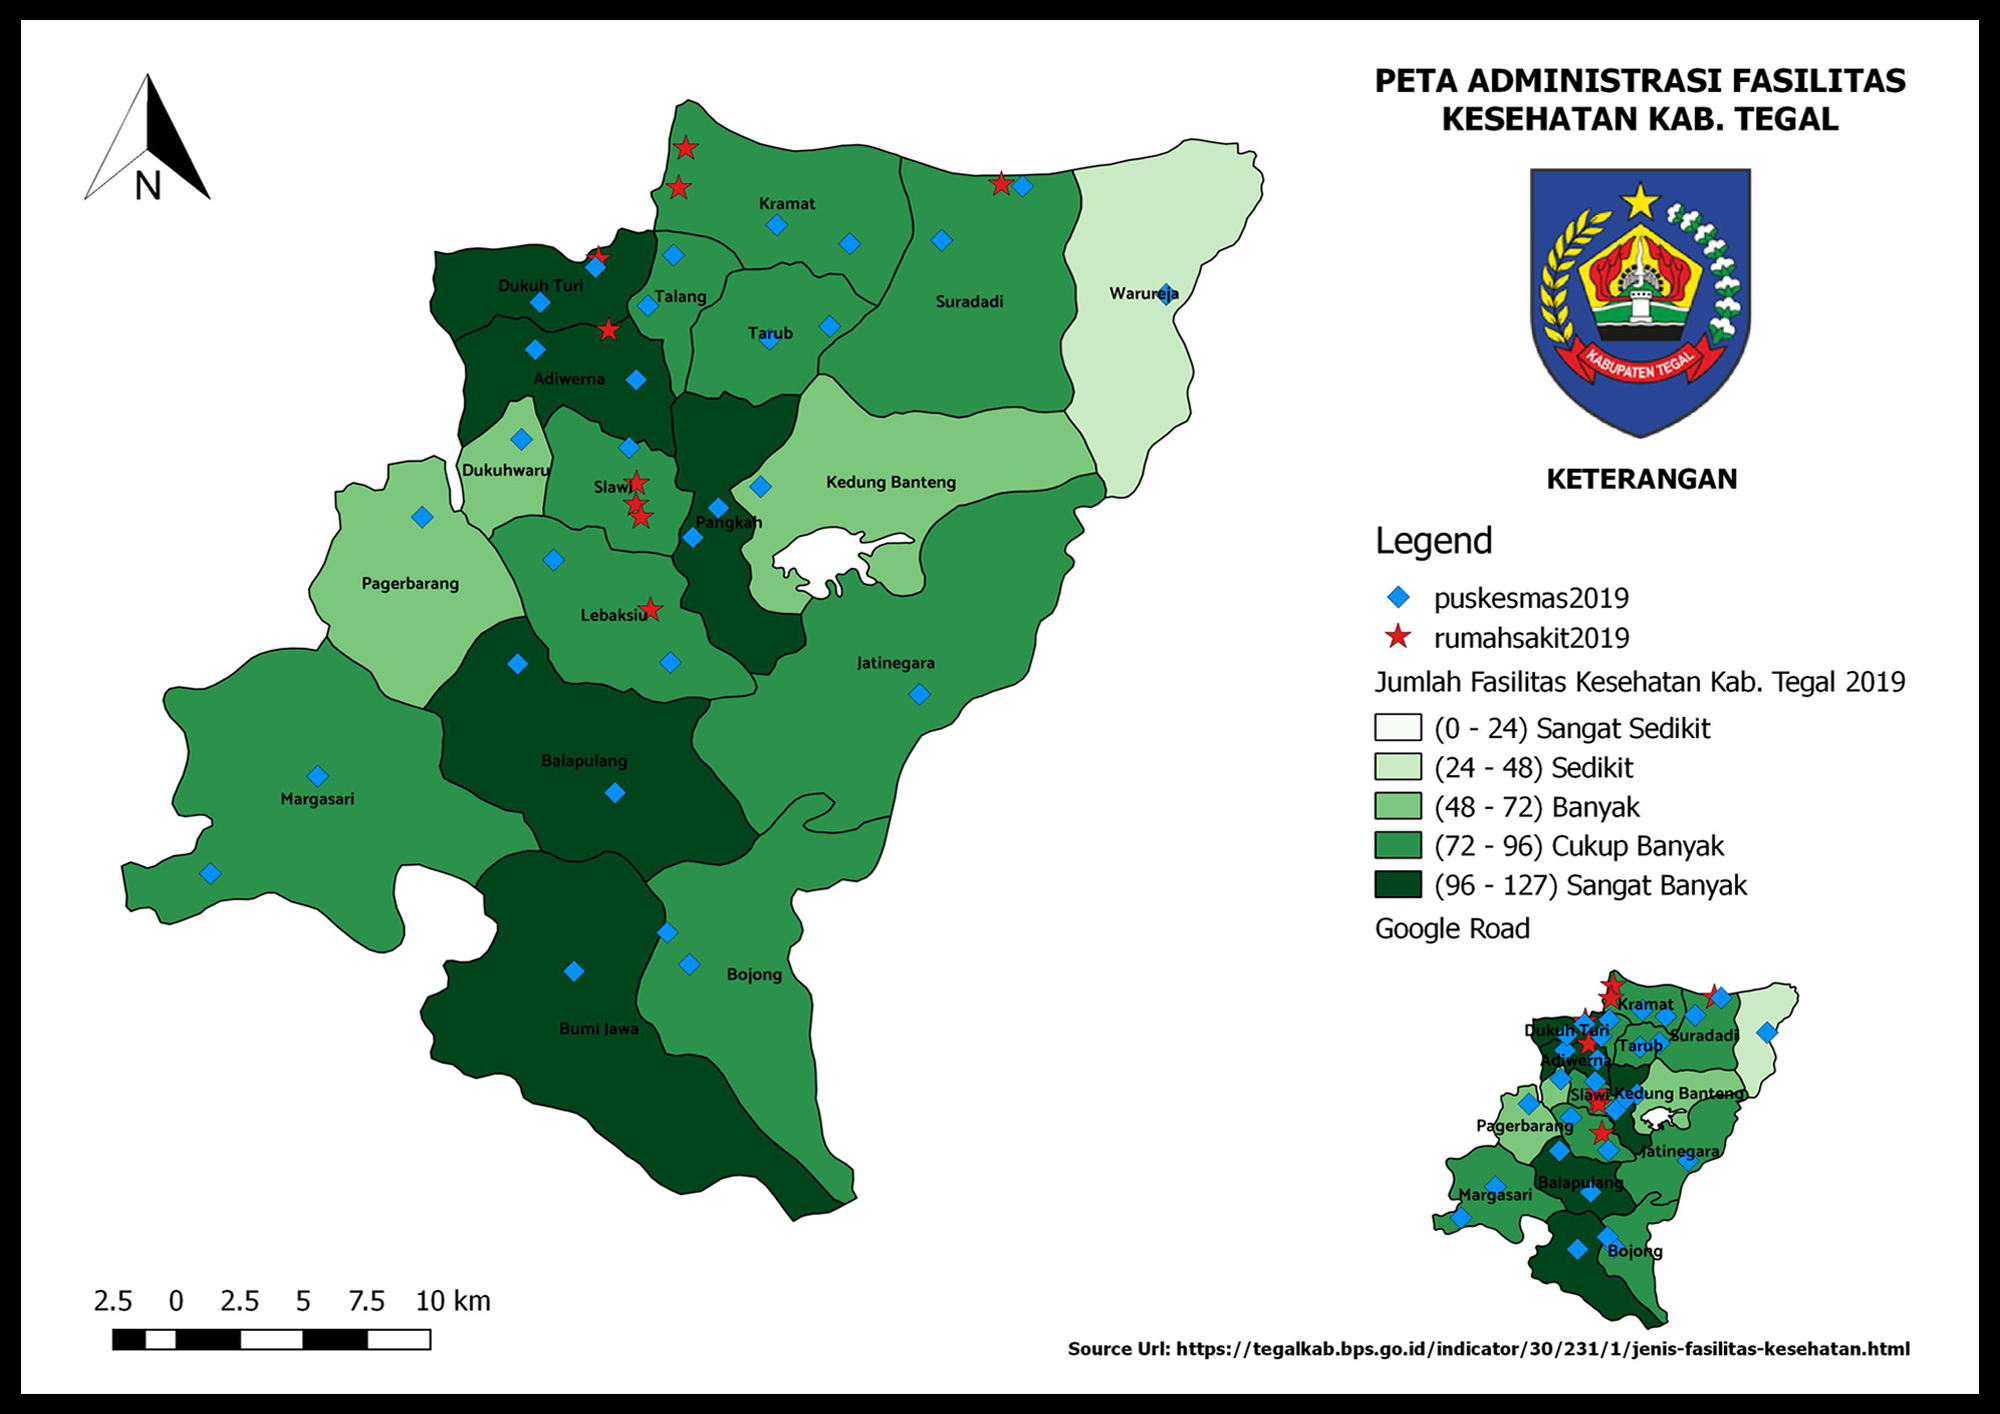 PETA ADMINISTRASI FASILITAS
KESEHATAN KAB. TEGAL
N
KABUPATEN TEGAL
KETERANGAN
Legend
puskesmas2019
rumahsakit2019
Jumlah Fasilitas Kesehatan Kab. Tegal 2019
(0 - 24) Sangat Sedikit
(24 - 48) Sedikit
(48 - 72) Banyak
(72 - 96) Cukup Banyak
(96 - 127) Sangat Banyak
Google Road
Kramat
Dukuh Turi
Talang
Suradadi
Warureja
Tarub
Adiwerna
Dukuhwaru
Slawi
Kedung Banteng
Pangkah
Pagerbarang
Lebaksiu
Jatinegara
Balapulang
Margasari
Bojong
Bumi Jawa
Kramat
Dukuh Turi
Suradadi
Tarub
Adiwerna
Slawi
Kedung Banteng
Pagerbarang
Jatinegara
Balapulang
Margasari
Bojong
2.5 0 2.5 5 7.5 10 km
Source Url: https://tegalkab.bps.go.id/indicator/30/231/1/jenis-fasilitas-kesehatan.html